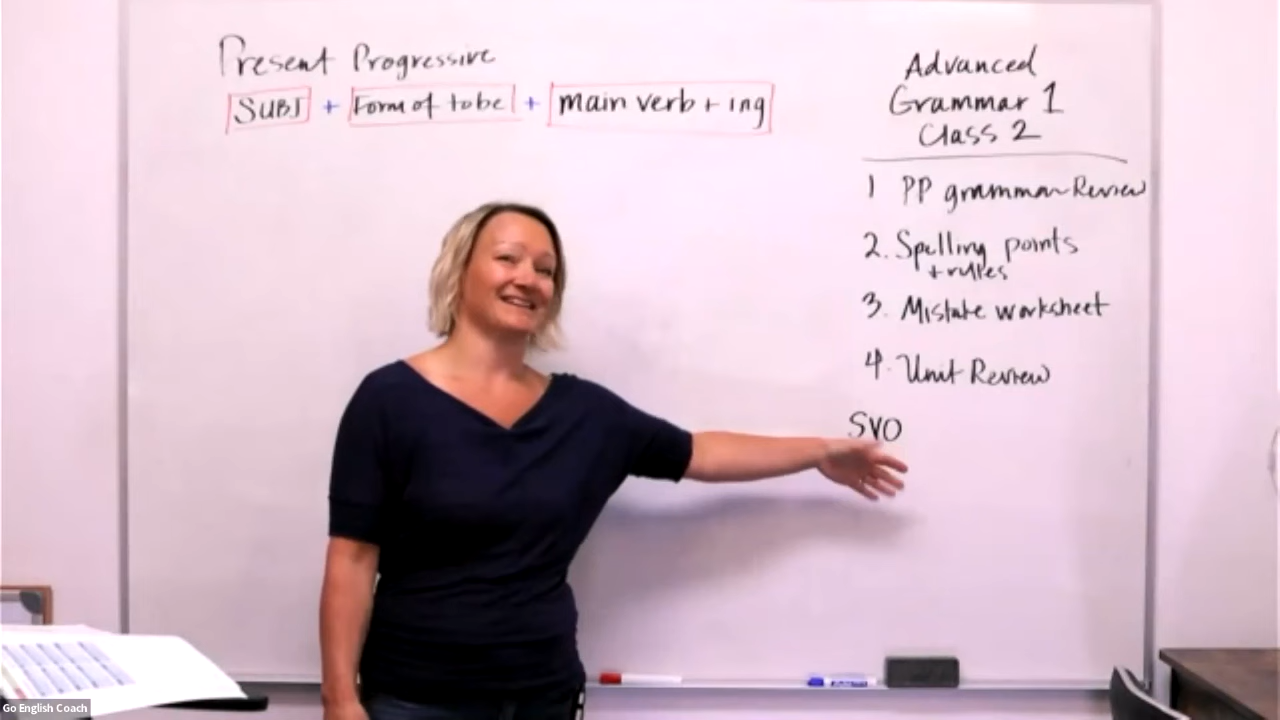 Present Progressive
SUBJ + Form of to be + main verb + ing
Advanced
Grammar 1
Class 2
1 PP grammar Review
2. Spelling points
+ rules
3. Mistake worksheet
4. Unit Review
SVO
Go English Coach